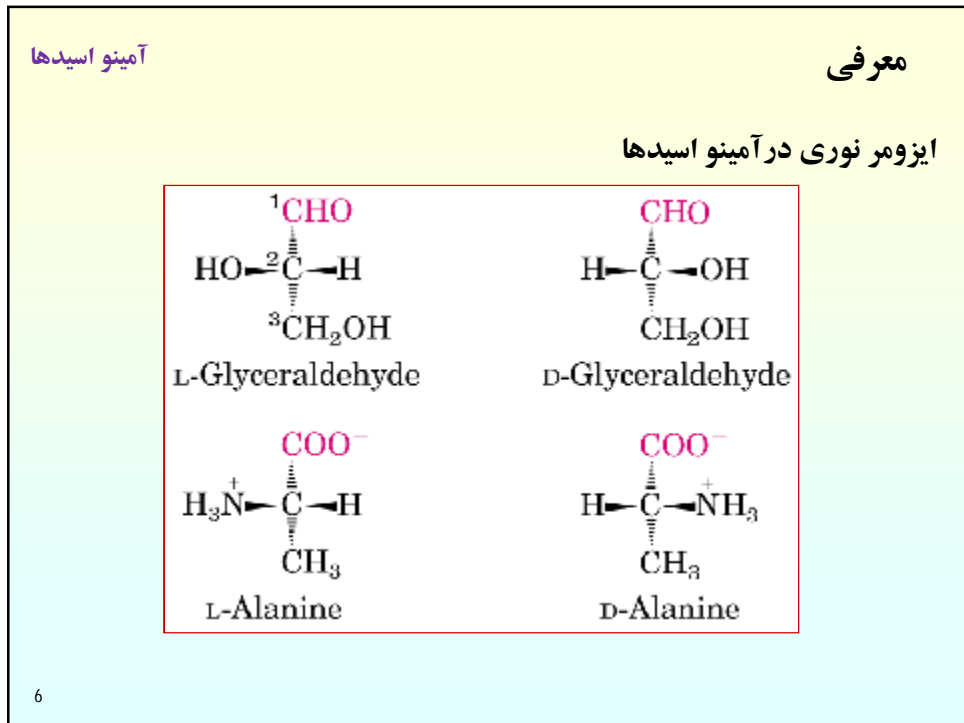 معرفی
آمینو اسیدها
ایزومر نوری درآمینو اسیدها
¹CHO
HO ²C H
³CH₂OH
L-Glyceraldehyde
CHO
H C OH
CH₂OH
D-Glyceraldehyde
COO⁻
H₃N⁺ C H
CH₃
L-Alanine
COO⁻
H C N⁺H₃
CH₃
D-Alanine
6